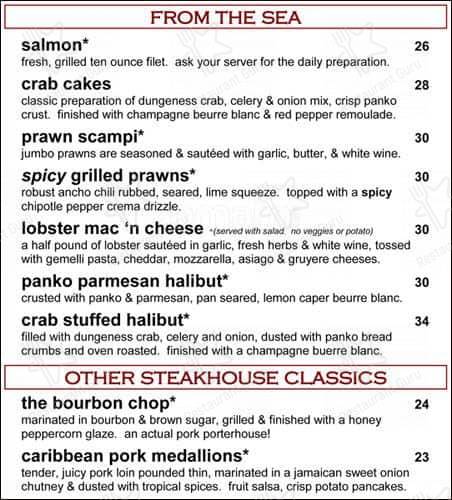 FROM THE SEA
salmon* 26
fresh, grilled ten ounce filet. ask your server for the daily preparation.
crab cakes 28
classic preparation of dungeness crab, celery & onion mix, crisp panko
crust. finished with champagne beurre blanc & red pepper remoulade.
prawn scampi* 30
jumbo prawns are seasoned & sautéed with garlic, butter, & white wine.
spicy grilled prawns* 30
robust ancho chili rubbed, seared, lime squeeze. topped with a spicy
chipotle pepper crema drizzle.
lobster mac 'n cheese ~(served with salad. no veggies or potato) 30
a half pound of lobster sautéed in garlic, fresh herbs & white wine, tossed
with gemelli pasta, cheddar, mozzarella, asiago & gruyere cheeses.
panko parmesan halibut* 30
crusted with panko & parmesan, pan seared, lemon caper beurre blanc.
crab stuffed halibut* 34
filled with dungeness crab, celery and onion, dusted with panko bread
crumbs and oven roasted. finished with a champagne buerre blanc.
OTHER STEAKHOUSE CLASSICS
the bourbon chop* 24
marinated in bourbon & brown sugar, grilled & finished with a honey
peppercorn glaze. an actual pork porterhouse!
caribbean pork medallions* 23
tender, juicy pork loin pounded thin, marinated in a jamaican sweet onion
chutney & dusted with tropical spices. fruit salsa, crisp potato pancakes.